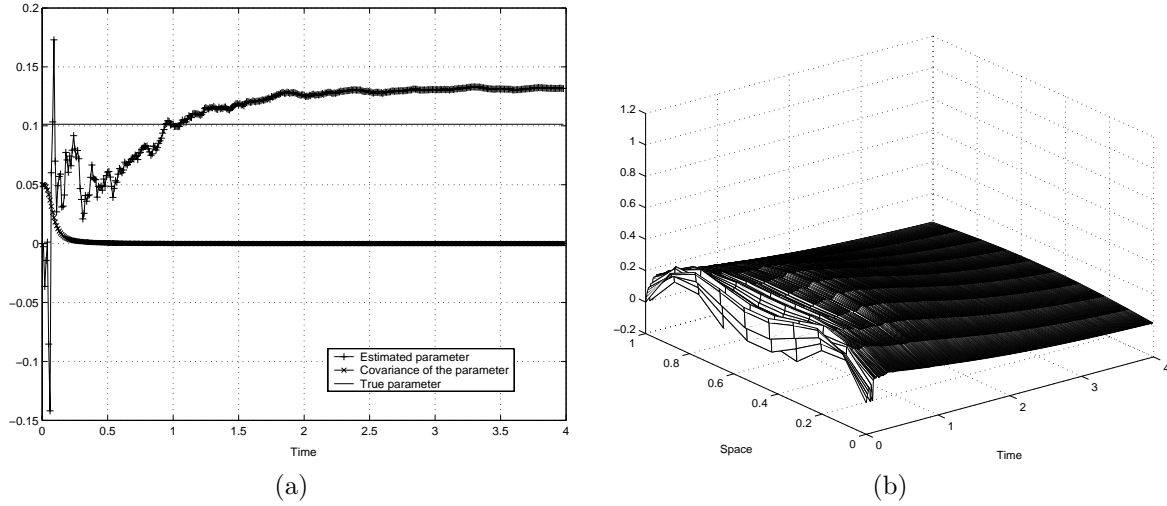 0.2
0.15
0.1
0.05
0
−0.05
−0.1
−0.15
0 0.5 1 1.5 2 2.5 3 3.5 4
Time
Estimated parameter
Covariance of the parameter
True parameter
(a)
1.2
1
0.8
0.6
0.4
0.2
0
−0.2
1 0.8 0.6 0.4 0.2 0
Space
0 1 2 3 4
Time
(b)